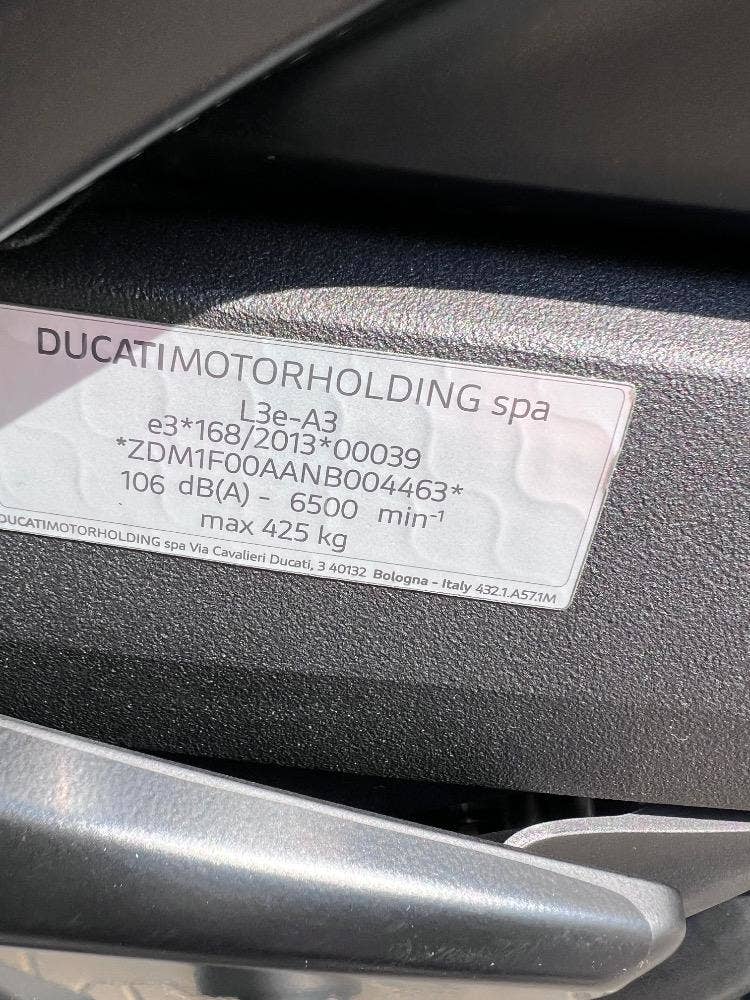 DUCATIMOTORHOLDING spa
L3e-A3
e3*168/2013*00039
*ZDM1F00AANB004463*
106 dB(A) - 6500 min-1
max 425 kg
DUCATIMOTORHOLDING spa Via Cavalieri Ducati, 3 40132 Bologna - Italy 432.1.A57.1M